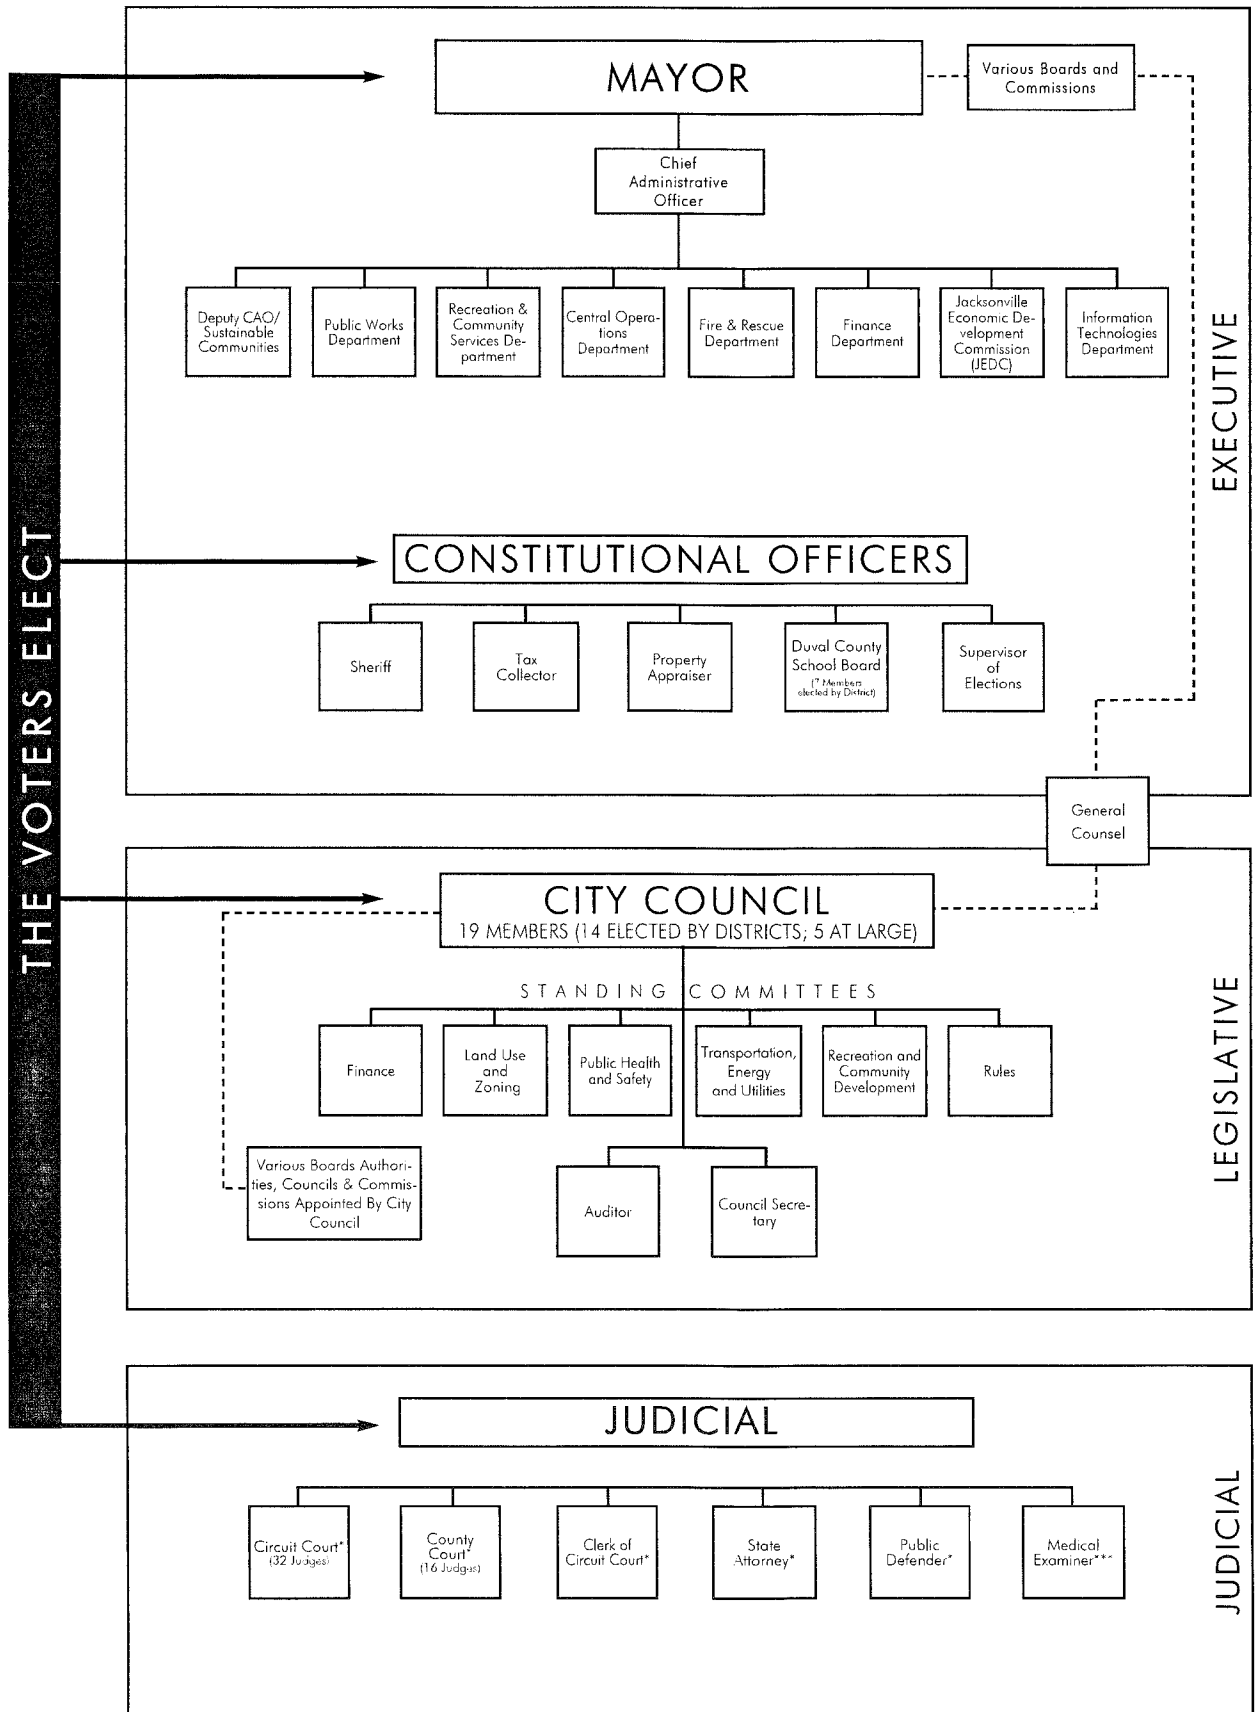 THE VOTERS ELECT
MAYOR
Various Boards and
Commissions
Chief
Administrative
Officer
Deputy CAO/
Sustainable
Communities
Public Works
Department
Recreation &
Community
Services De-
partment
Central Opera-
tions
Department
Fire & Rescue
Department
Finance
Department
Jacksonville
Economic De-
velopment
Commission
(JEDC)
Information
Technologies
Department
EXECUTIVE
CONSTITUTIONAL OFFICERS
Sheriff
Tax
Collector
Property
Appraiser
Duval County
School Board
(7 Members
elected by District)
Supervisor
of
Elections
General
Counsel
CITY COUNCIL
19 MEMBERS (14 ELECTED BY DISTRICTS; 5 AT LARGE)
STANDING COMMITTEES
Finance
Land Use
and
Zoning
Public Health
and Safety
Transportation,
Energy
and Utilities
Recreation and
Community
Development
Rules
LEGISLATIVE
Various Boards Authori-
ties, Councils & Commis-
sions Appointed By City
Council
Auditor
Council Secre-
tary
JUDICIAL
Circuit Court*
(32 Judges)
County
Court*
(16 Judges)
Clerk of
Circuit Court*
State
Attorney*
Public
Defender*
Medical
Examiner***
JUDICIAL